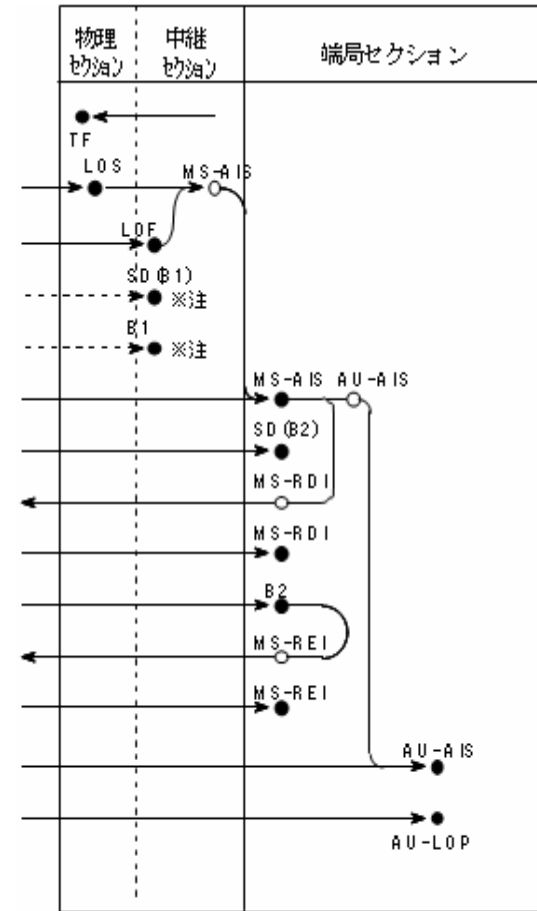 物理
セクション
中継
セクション
端局セクション
TF
LOS
MS-AIS
LOF
SD(B1)
※注
B1
※注
MS-AIS
AU-AIS
SD(B2)
MS-RDI
MS-RDI
B2
MS-REI
MS-REI
AU-AIS
AU-LOP